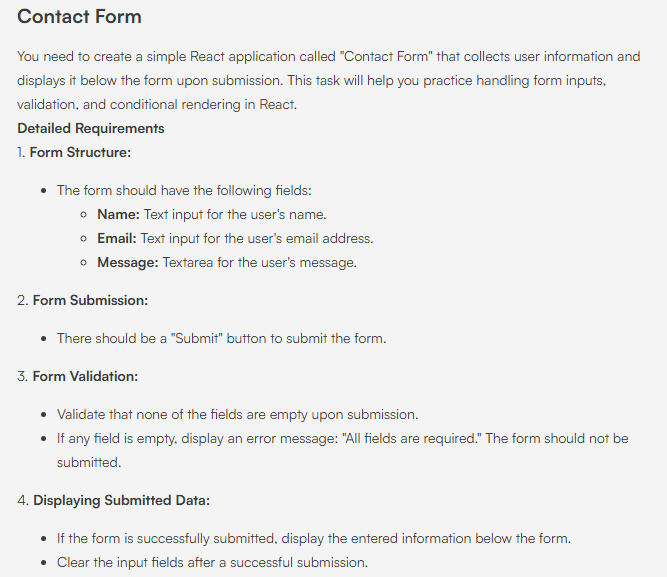 Contact Form
You need to create a simple React application called "Contact Form" that collects user information and
displays it below the form upon submission. This task will help you practice handling form inputs,
validation, and conditional rendering in React.
Detailed Requirements
1. Form Structure:
• The form should have the following fields:
◦ Name: Text input for the user's name.
◦ Email: Text input for the user's email address.
◦ Message: Textarea for the user's message.
2. Form Submission:
• There should be a "Submit" button to submit the form.
3. Form Validation:
• Validate that none of the fields are empty upon submission.
• If any field is empty, display an error message: "All fields are required." The form should not be
submitted.
4. Displaying Submitted Data:
• If the form is successfully submitted, display the entered information below the form.
• Clear the input fields after a successful submission.